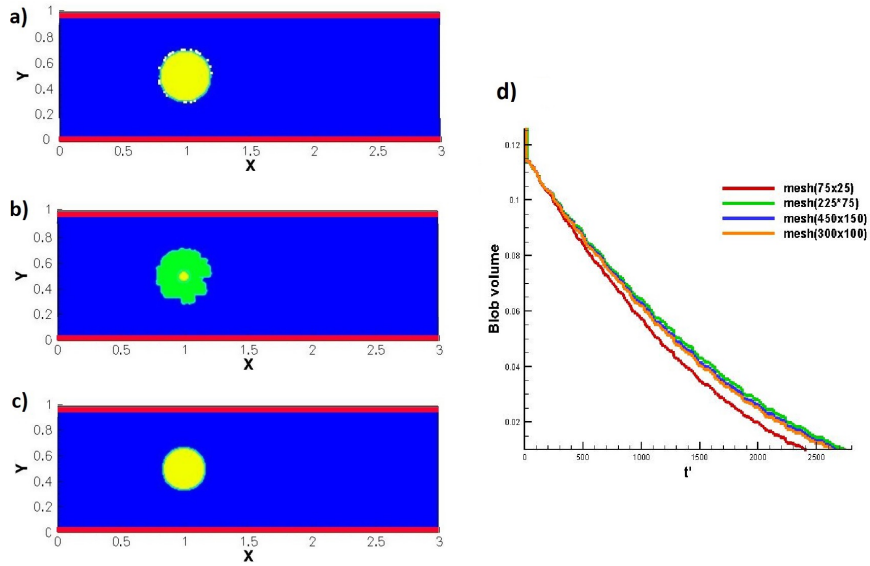 a)
1
0.8
0.6
0.4
0.2
0
Y
0 0.5 1 1.5 2 2.5 3
X
b)
1
0.8
0.6
0.4
0.2
0
Y
0 0.5 1 1.5 2 2.5 3
X
c)
1
0.8
0.6
0.4
0.2
0
Y
0 0.5 1 1.5 2 2.5 3
X
d)
0.12
0.1
0.08
0.06
0.04
0.02
Blob volume
0 500 1000 1500 2000 2500
t'
mesh(75x25)
mesh(225*75)
mesh(450x150)
mesh(300x100)